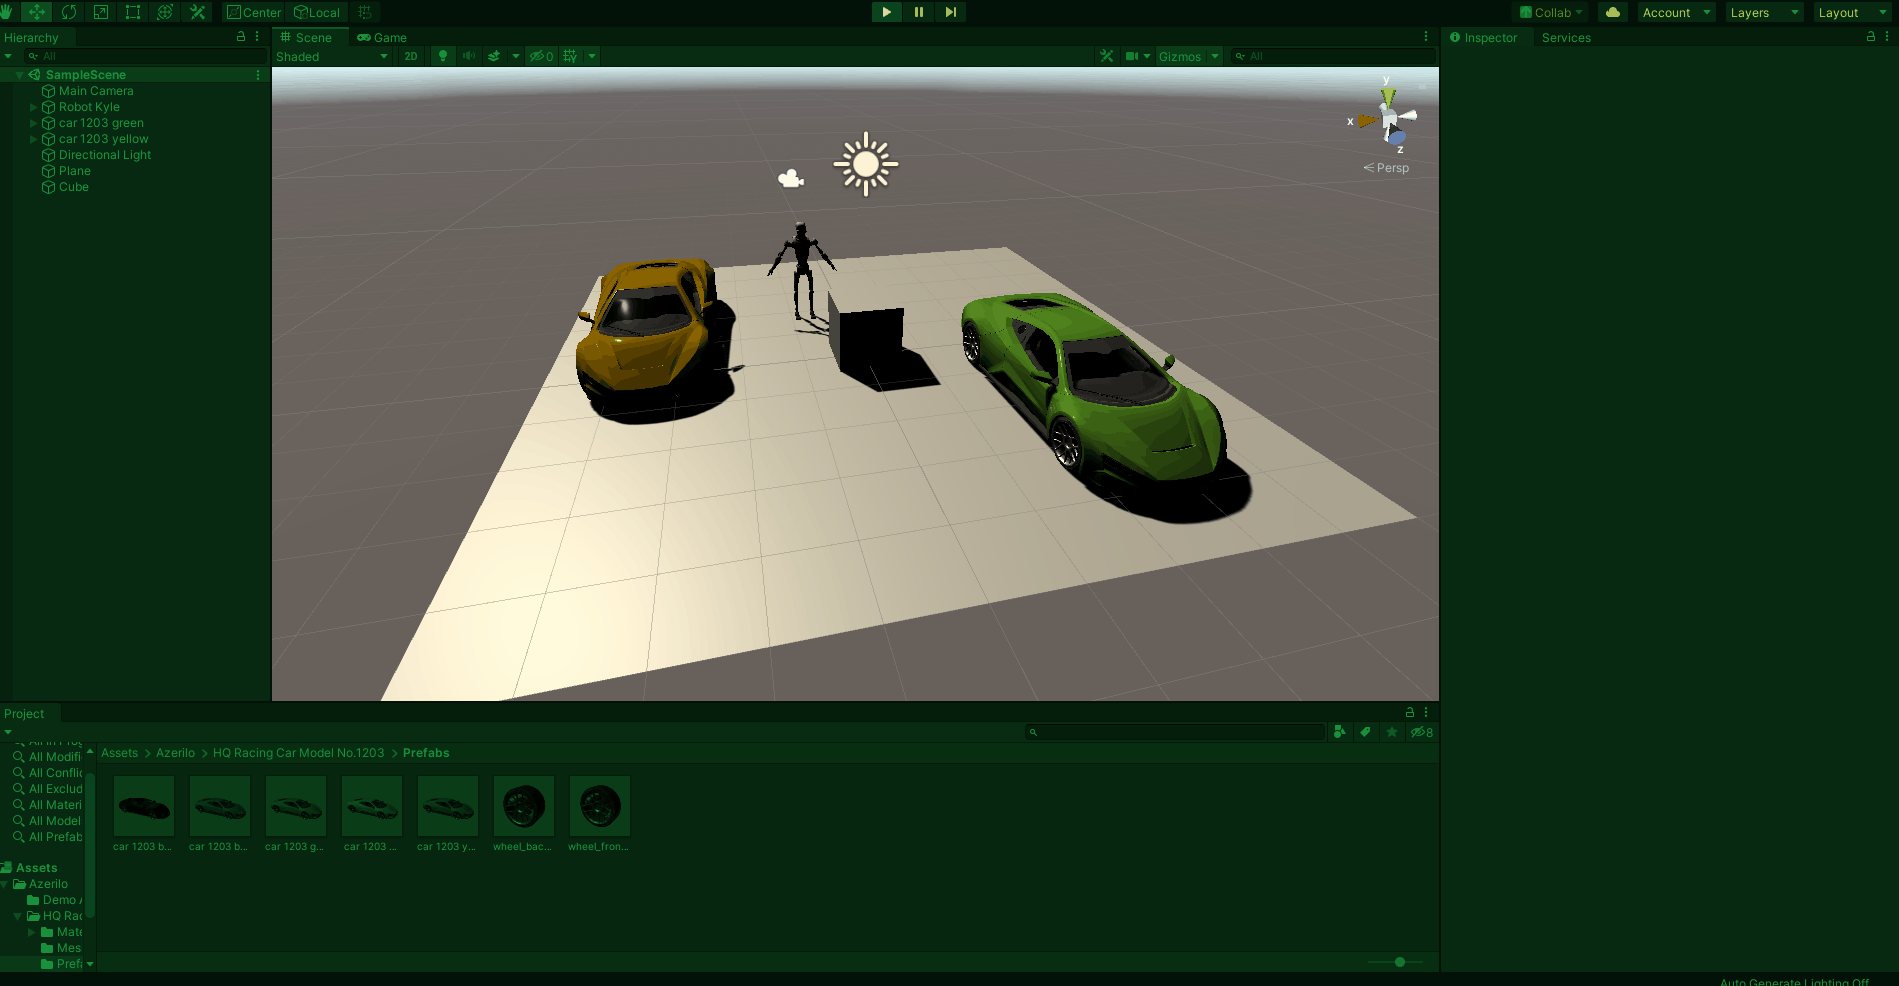 Center Local Collab Account Layers Layout
Hierarchy
All
SampleScene
Main Camera
Robot Kyle
car 1203 green
car 1203 yellow
Directional Light
Plane
Cube
Scene Game
Shaded 2D 0 Gizmos All
y
x
z
Persp
Inspector Services
Project
8
All Modifi
All Conflic
All Exclud
All Materi
All Model
All Prefab
Assets
Azerilo
Demo
HQ Rac
Mate
Mes
Prefa
Assets > Azerilo > HQ Racing Car Model No.1203 > Prefabs
car 1203 b... car 1203 b... car 1203 g... car 1203 ... car 1203 y... wheel_bac... wheel_fron...
Auto Generate Lighting Off